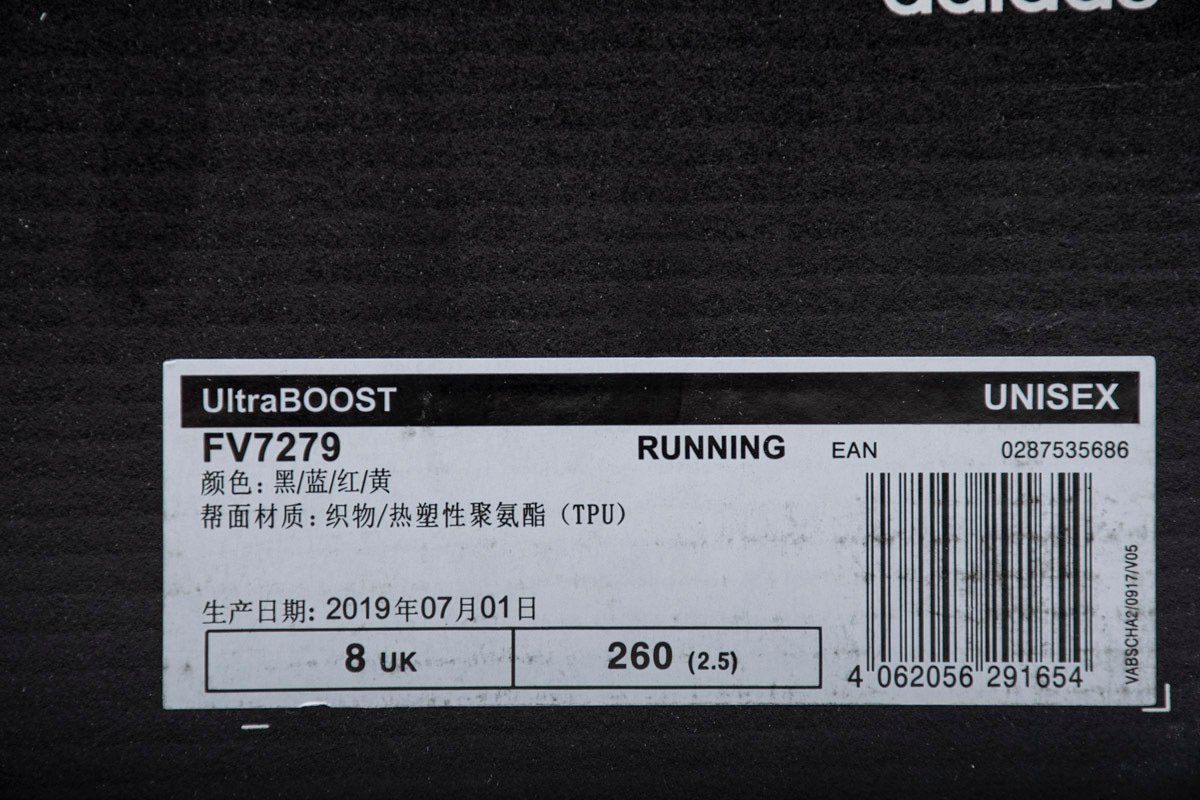 adidas
UltraBOOST UNISEX
FV7279 RUNNING EAN 0287535686
颜色: 黑/蓝/红/黄
帮面材质: 织物/热塑性聚氨酯 (TPU)
生产日期: 2019年07月01日
8 UK 260 (2.5)
4 062056 291654
VABSCHA2/0917/V05